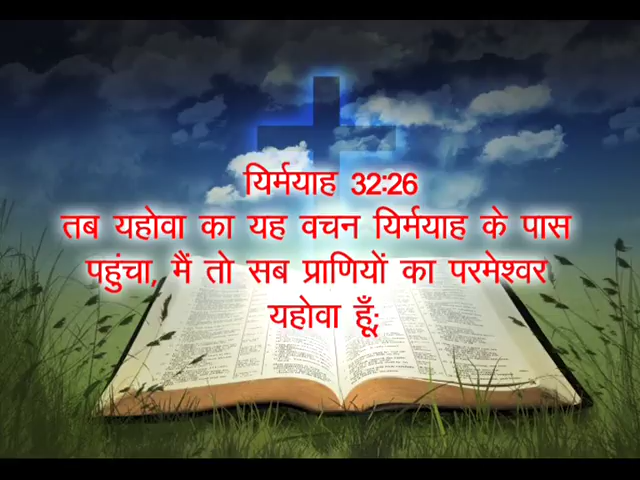 यिर्मयाह 32:26
तब यहोवा का यह वचन यिर्मयाह के पास
पहुंचा, मैं तो सब प्राणियों का परमेश्वर
यहोवा हूँ;